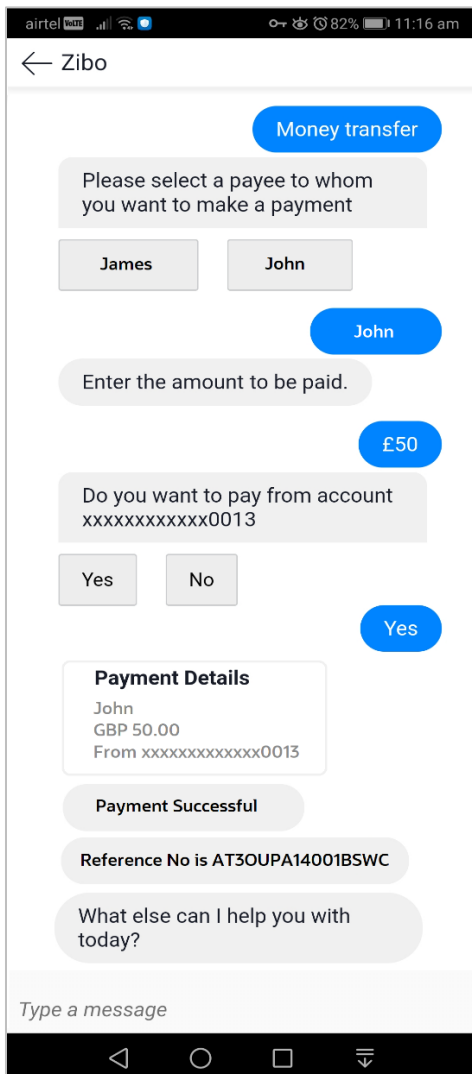 airtel VoLTE 82% 11:16 am
Zibo
Money transfer
Please select a payee to whom
you want to make a payment
James John
John
Enter the amount to be paid.
£50
Do you want to pay from account
xxxxxxxxxxxx0013
Yes No
Yes
Payment Details
John
GBP 50.00
From xxxxxxxxxxxxx0013
Payment Successful
Reference No is AT3OUPA14001BSWC
What else can I help you with
today?
Type a message